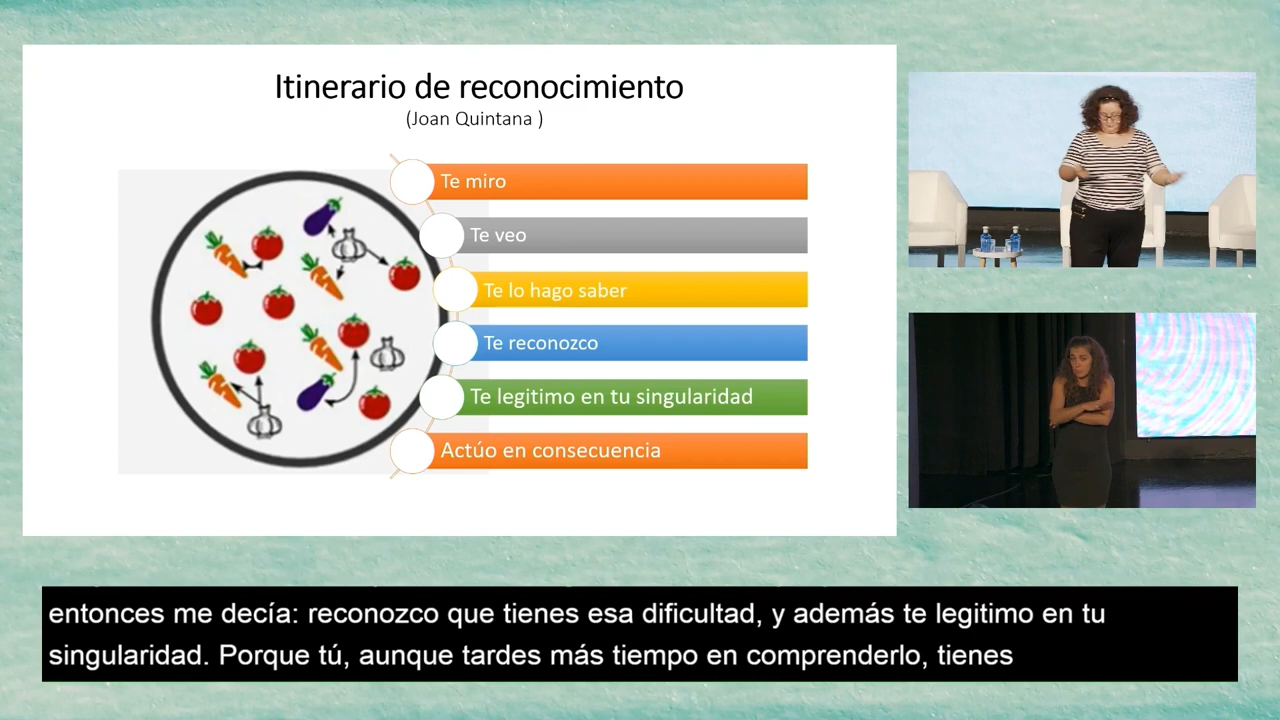 Itinerario de reconocimiento
(Joan Quintana )
Te miro
Te veo
Te lo hago saber
Te reconozco
Te legitimo en tu singularidad
Actúo en consecuencia
entonces me decía: reconozco que tienes esa dificultad, y además te legitimo en tu
singularidad. Porque tú, aunque tardes más tiempo en comprenderlo, tienes